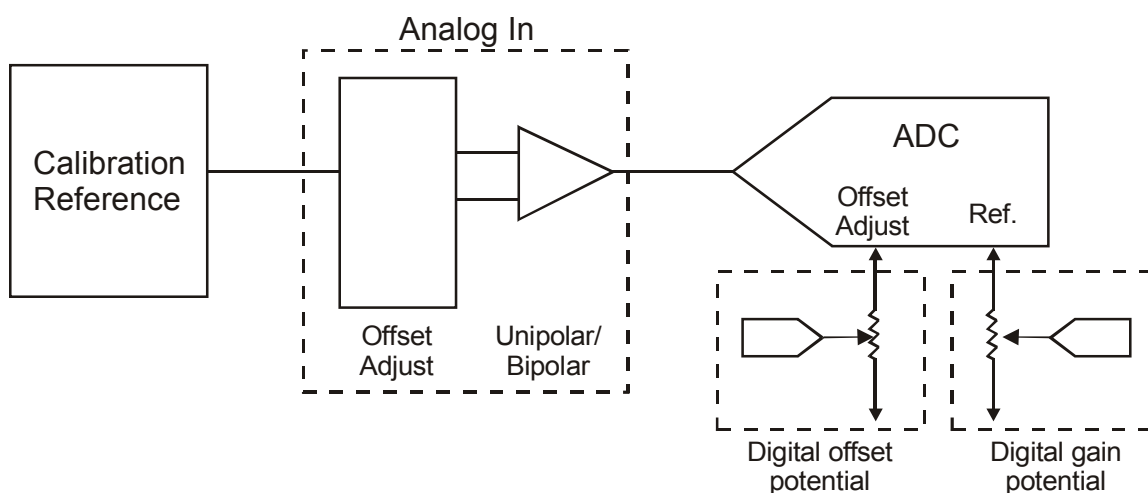 Analog In
Calibration
Reference
ADC
Offset
Adjust
Ref.
Offset
Adjust
Unipolar/
Bipolar
Digital offset
potential
Digital gain
potential